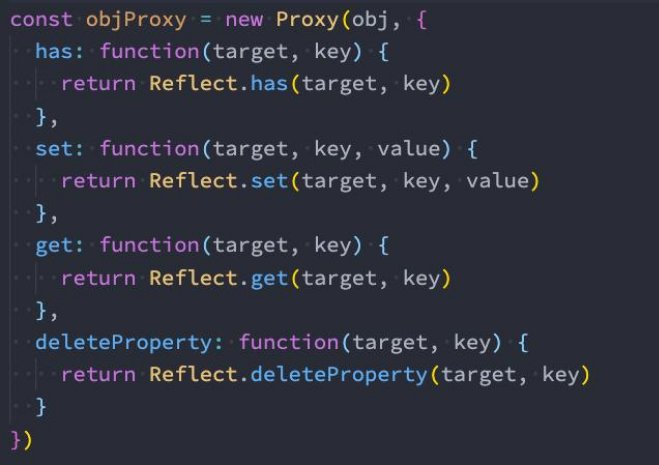 const objProxy = new Proxy(obj, {
  has: function(target, key) {
    return Reflect.has(target, key)
  },
  set: function(target, key, value) {
    return Reflect.set(target, key, value)
  },
  get: function(target, key) {
    return Reflect.get(target, key)
  },
  deleteProperty: function(target, key) {
    return Reflect.deleteProperty(target, key)
  }
})